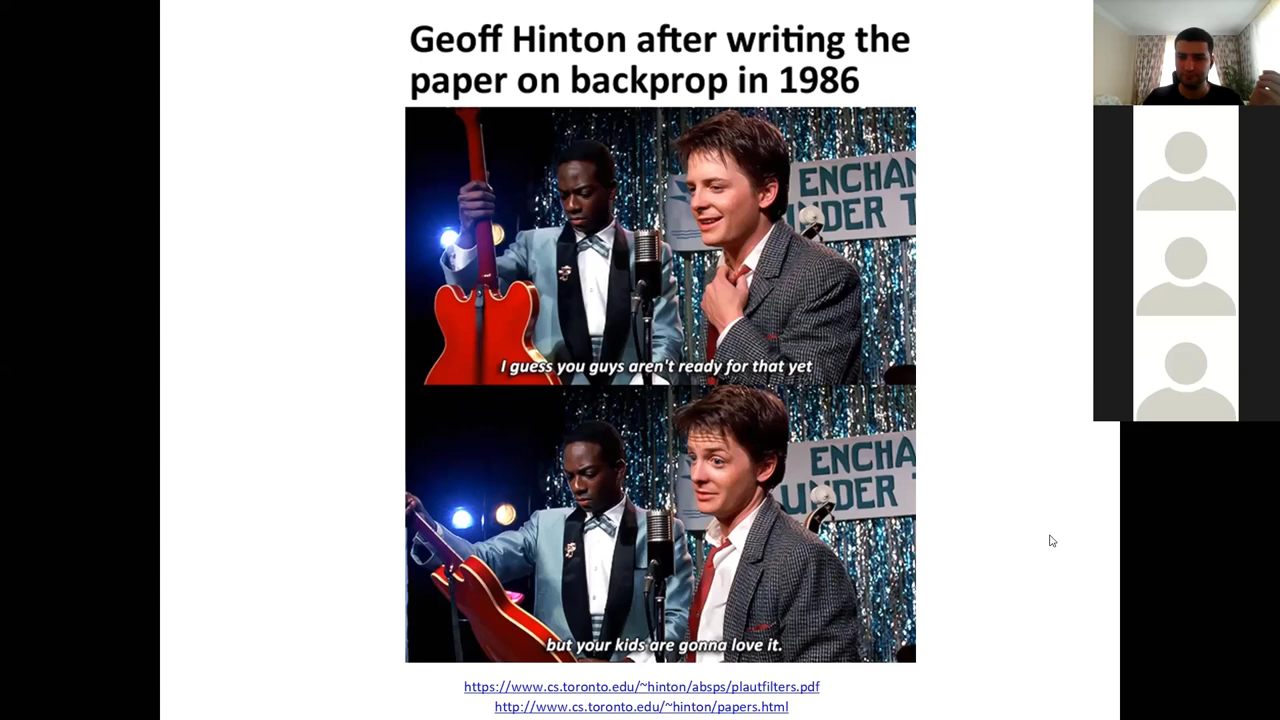 Geoff Hinton after writing the
paper on backprop in 1986
ENCHAN
UNDER T
I guess you guys aren't ready for that yet
ENCHA
UNDER T
but your kids are gonna love it.
https://www.cs.toronto.edu/~hinton/absps/plautfilters.pdf
http://www.cs.toronto.edu/~hinton/papers.html